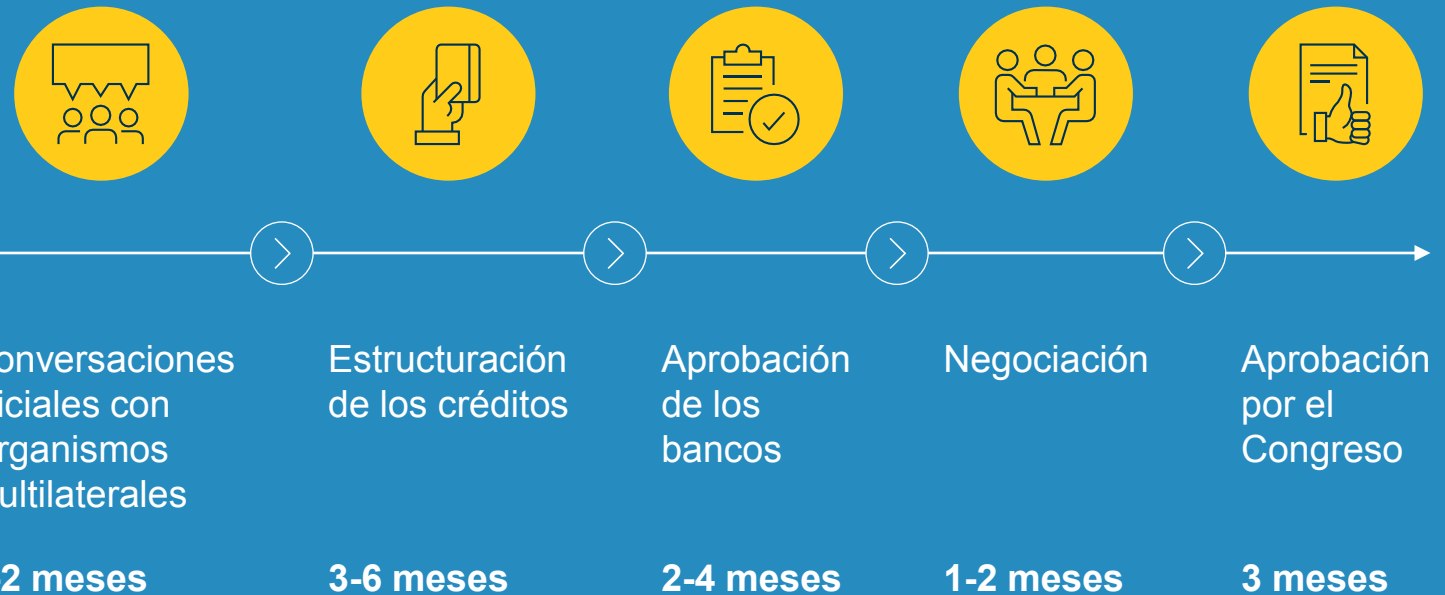 onversaciones
iciales con
rganismos
ultilaterales
-2 meses
Estructuración
de los créditos
3-6 meses
Aprobación
de los
bancos
2-4 meses
Negociación
1-2 meses
Aprobación
por el
Congreso
3 meses